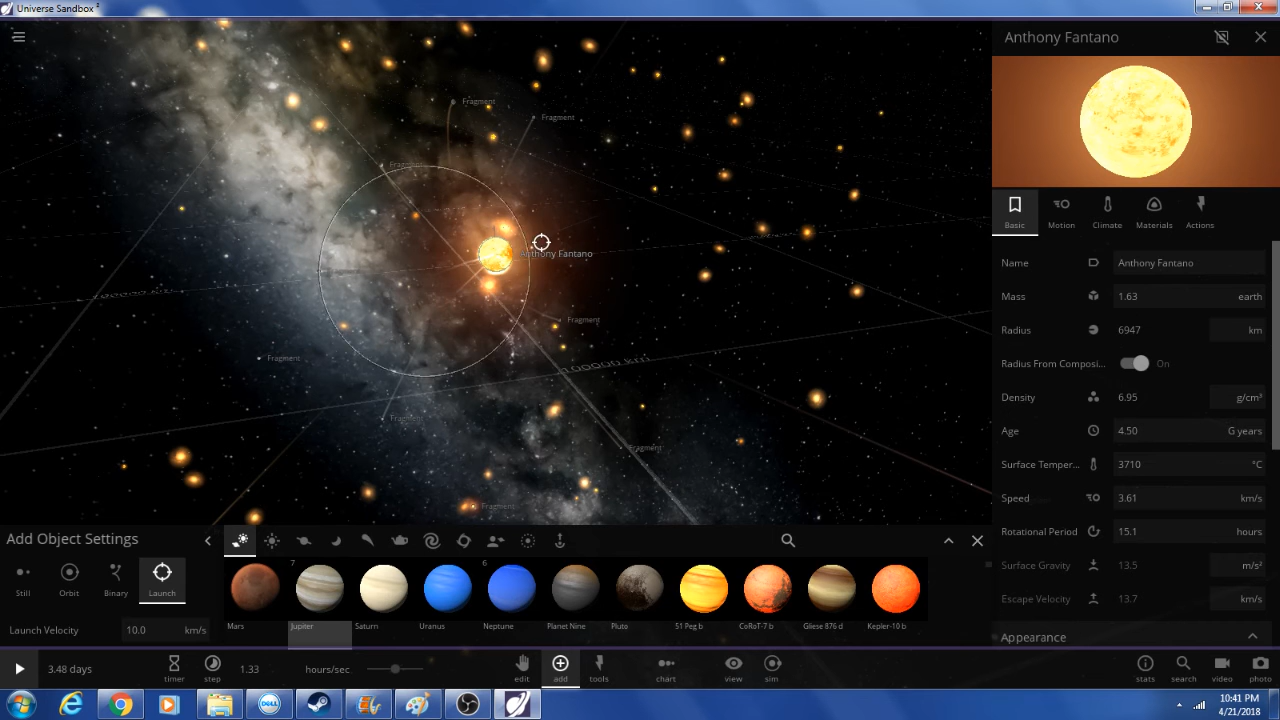 Universe Sandbox ²
Anthony Fantano
Fragment
Fragment
Fragment
Anthony Fantano
Fragment
100000 km
Fragment
Fragment
Fragment
Fragment
Basic
Motion
Climate
Materials
Actions
Name Anthony Fantano
Mass 1.63 earth
Radius 6947 km
Radius From Composi... On
Density 6.95 g/cm³
Age 4.50 G years
Surface Temper... 3710 °C
Speed 3.61 km/s
Rotational Period 15.1 hours
Surface Gravity 13.5 m/s²
Escape Velocity 13.7 km/s
Appearance
Add Object Settings
Still
Orbit
Binary
Launch
Launch Velocity 10.0 km/s
7
6
Mars
Jupiter
Saturn
Uranus
Neptune
Planet Nine
Pluto
51 Peg b
CoRoT-7 b
Gliese 876 d
Kepler-10 b
3.48 days
timer
step
1.33 hours/sec
edit
add
tools
chart
view
sim
stats
search
video
photo
DELL
10:41 PM
4/21/2018